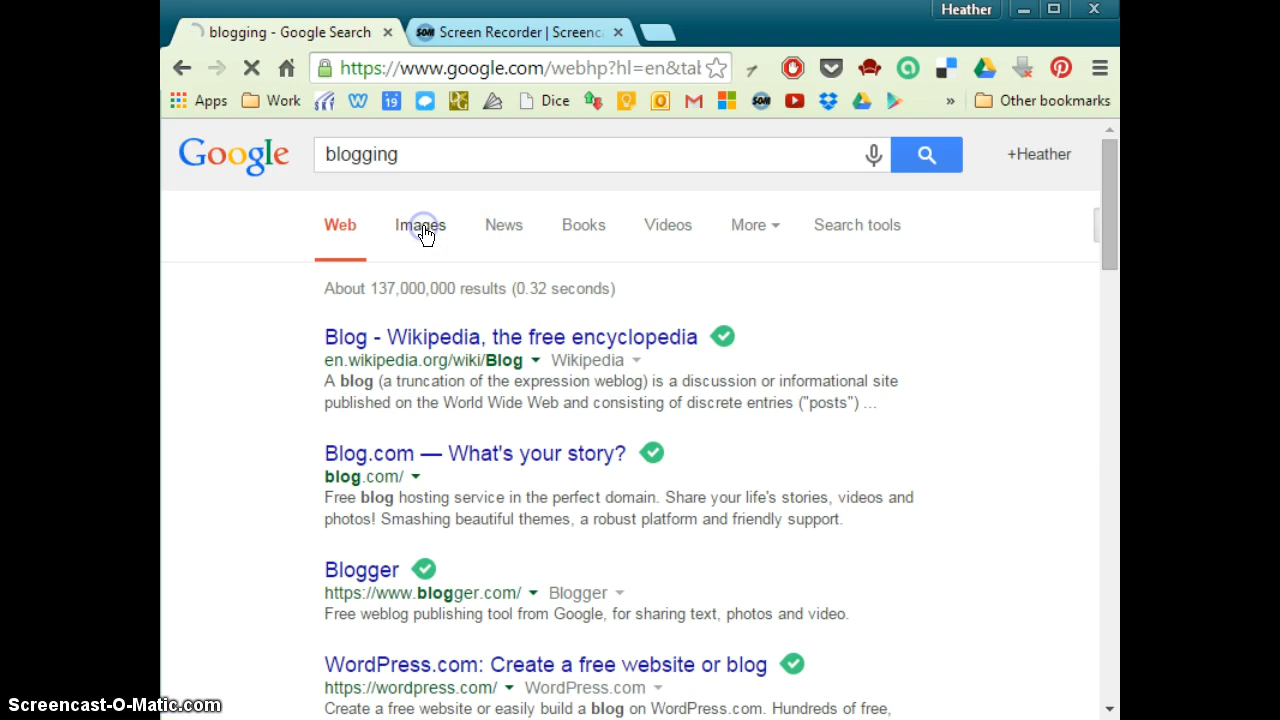 Heather
blogging - Google Search
Screen Recorder | Screenc
https://www.google.com/webhp?hl=en&tab
Apps
Work
19
Dice
Other bookmarks
Google
blogging
+Heather
Web
Images
News
Books
Videos
More
Search tools
About 137,000,000 results (0.32 seconds)
Blog - Wikipedia, the free encyclopedia
en.wikipedia.org/wiki/Blog
Wikipedia
A blog (a truncation of the expression weblog) is a discussion or informational site
published on the World Wide Web and consisting of discrete entries ("posts") ...
Blog.com — What's your story?
blog.com/
Free blog hosting service in the perfect domain. Share your life's stories, videos and
photos! Smashing beautiful themes, a robust platform and friendly support.
Blogger
https://www.blogger.com/
Blogger
Free weblog publishing tool from Google, for sharing text, photos and video.
WordPress.com: Create a free website or blog
https://wordpress.com/
WordPress.com
Create a free website or easily build a blog on WordPress.com. Hundreds of free,
Screencast-O-Matic.com